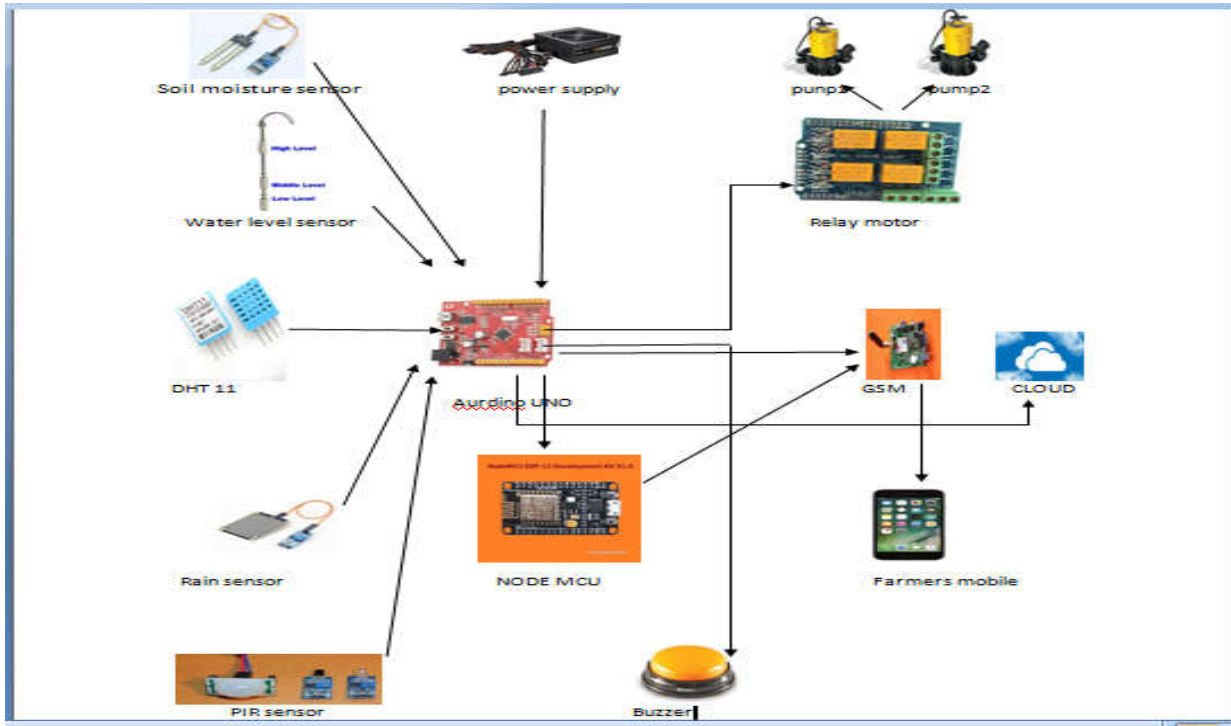 Soil moisture sensor
power supply
punp1
pump2
High Level
Middle Level
Low Level
Water level sensor
Relay motor
DHT 11
Aurdino UNO
GSM
CLOUD
Rain sensor
NODE MCU
Farmers mobile
PIR sensor
Buzzer